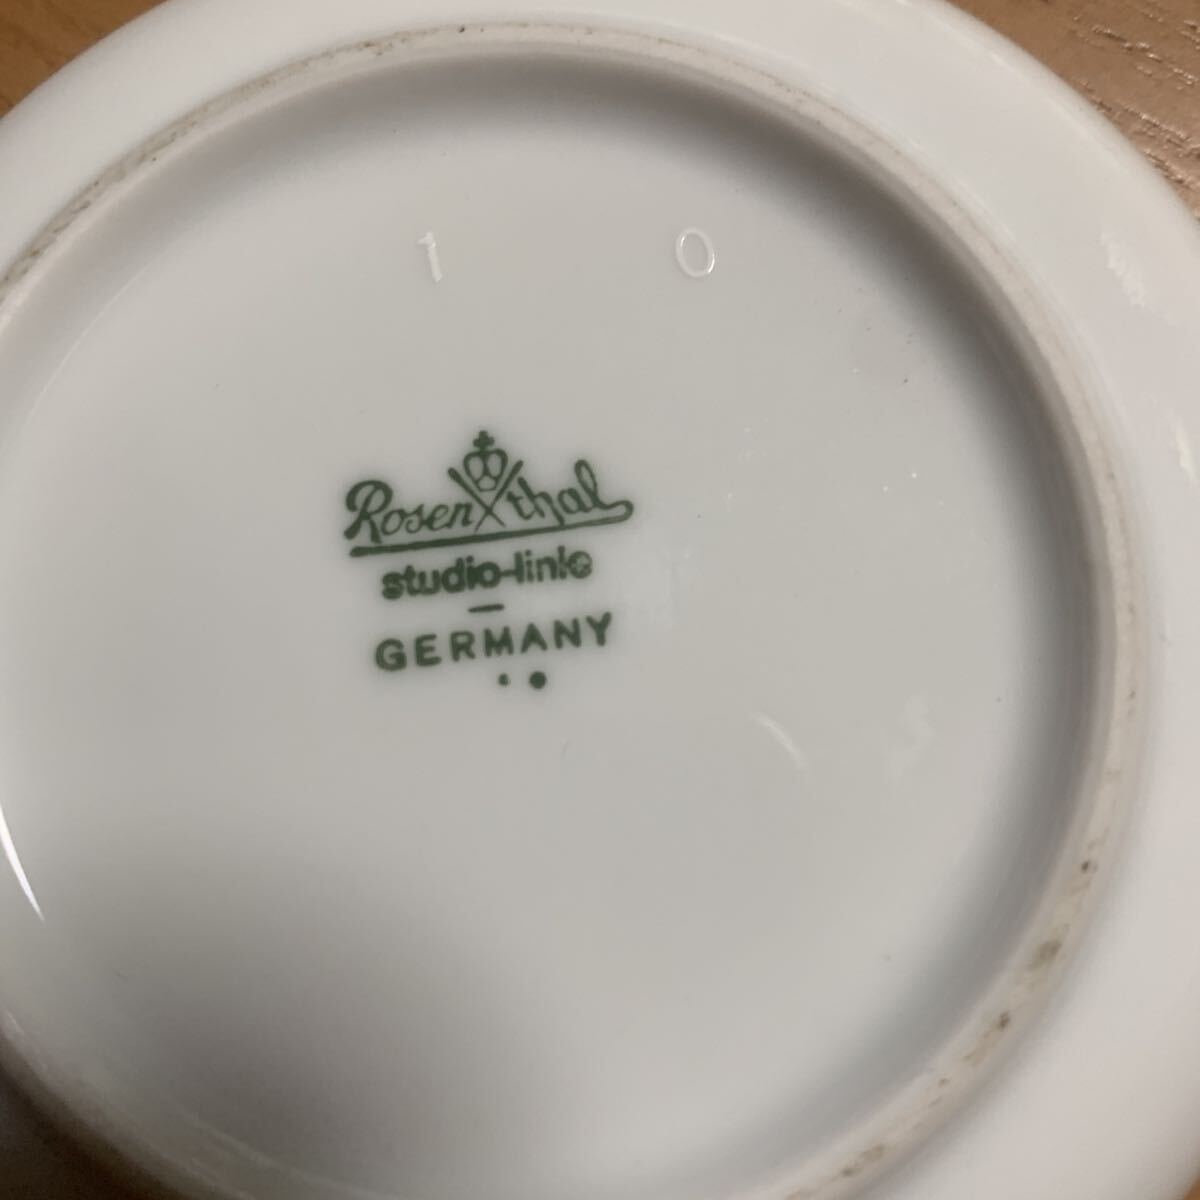 1 0
Rosenthal
studio-linie
GERMANY